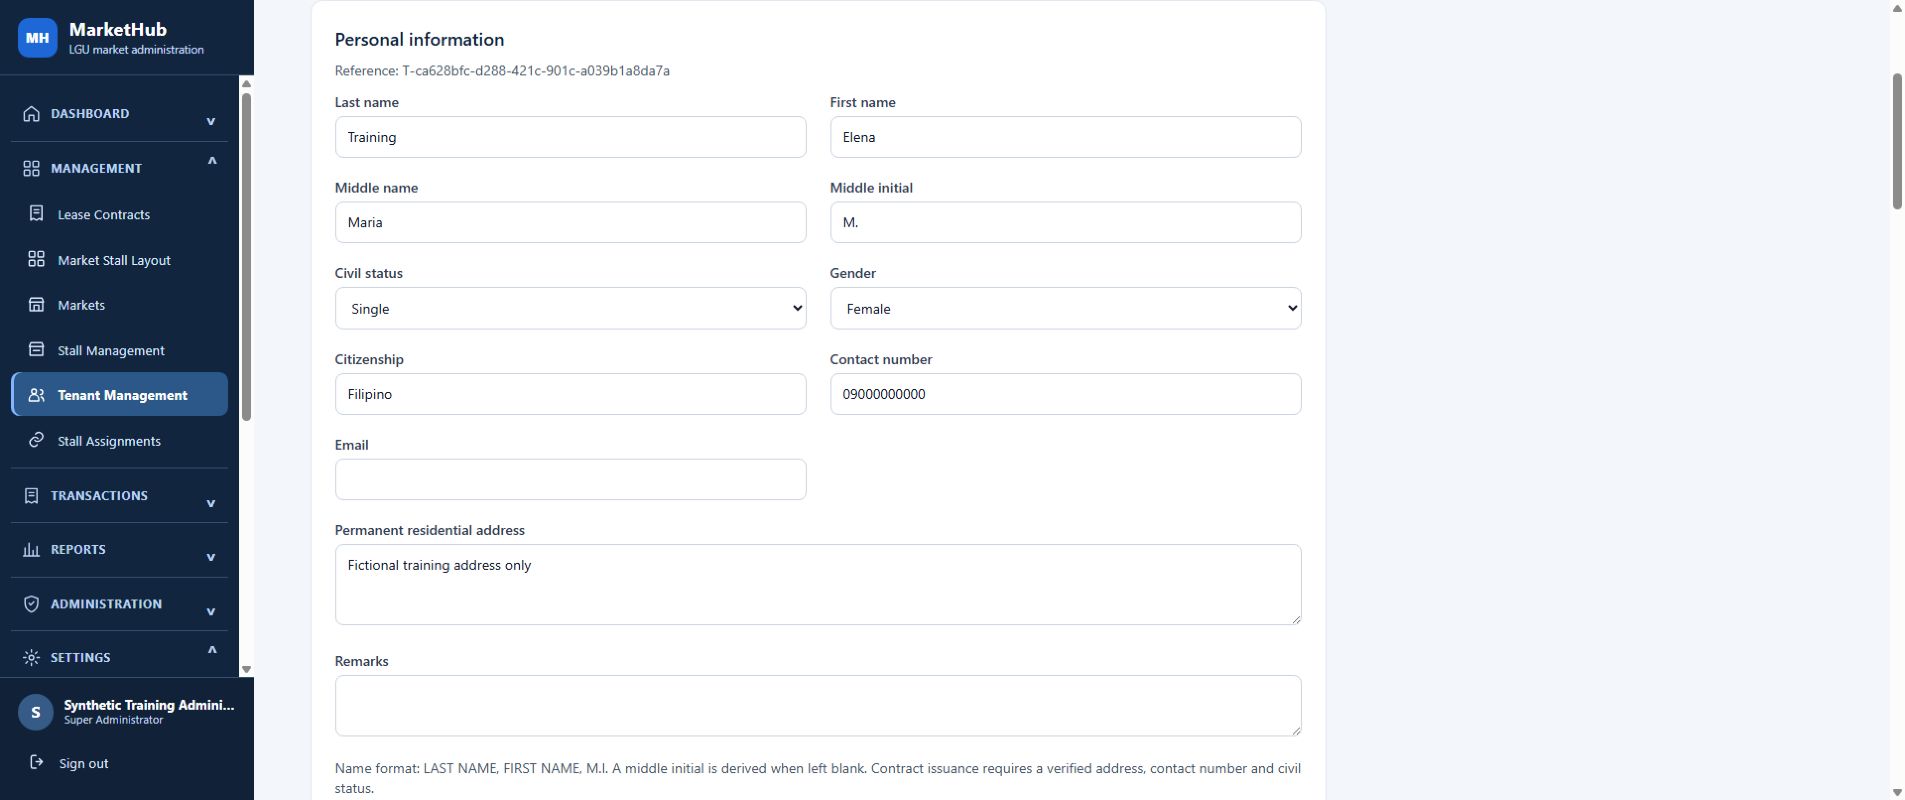 MH
MarketHub
LGU market administration
DASHBOARD
MANAGEMENT
Lease Contracts
Market Stall Layout
Markets
Stall Management
Tenant Management
Stall Assignments
TRANSACTIONS
REPORTS
ADMINISTRATION
SETTINGS
S
Synthetic Training Admini...
Super Administrator
Sign out
Personal information
Reference: T-ca628bfc-d288-421c-901c-a039b1a8da7a
Last name
First name
Training
Elena
Middle name
Middle initial
Maria
M.
Civil status
Gender
Single
Female
Citizenship
Contact number
Filipino
09000000000
Email
Permanent residential address
Fictional training address only
Remarks
Name format: LAST NAME, FIRST NAME, M.I. A middle initial is derived when left blank. Contract issuance requires a verified address, contact number and civil
status.